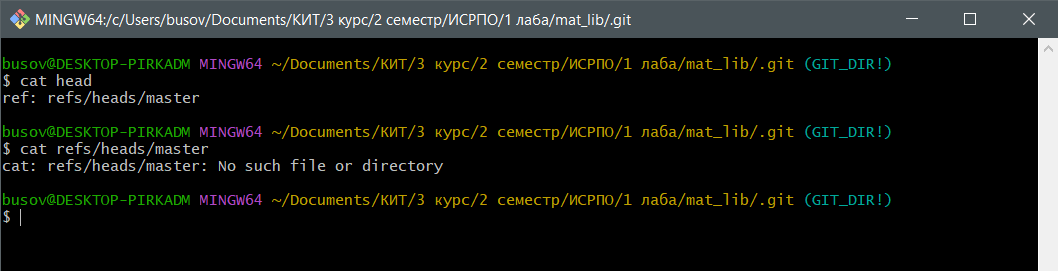 MINGW64:/c/Users/busov/Documents/КИТ/3 курс/2 семестр/ИСРПО/1 лаба/mat_lib/.git
busov@DESKTOP-PIRKADM MINGW64 ~/Documents/КИТ/3 курс/2 семестр/ИСРПО/1 лаба/mat_lib/.git (GIT_DIR!)
$ cat head
ref: refs/heads/master
busov@DESKTOP-PIRKADM MINGW64 ~/Documents/КИТ/3 курс/2 семестр/ИСРПО/1 лаба/mat_lib/.git (GIT_DIR!)
$ cat refs/heads/master
cat: refs/heads/master: No such file or directory
busov@DESKTOP-PIRKADM MINGW64 ~/Documents/КИТ/3 курс/2 семестр/ИСРПО/1 лаба/mat_lib/.git (GIT_DIR!)
$